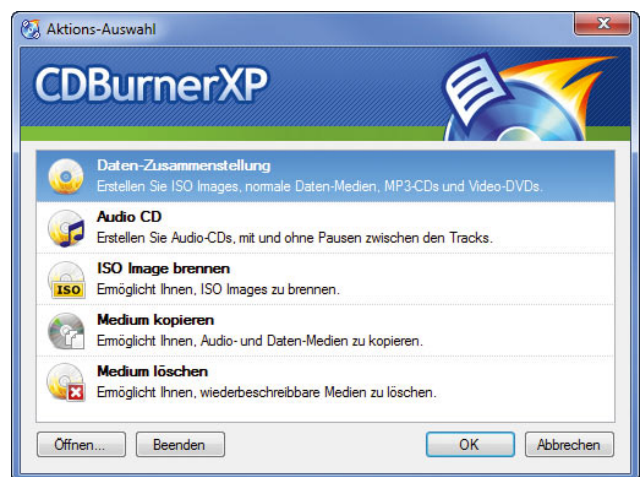 Aktions-Auswahl
CDBurnerXP
Daten-Zusammenstellung
Erstellen Sie ISO Images, normale Daten-Medien, MP3-CDs und Video-DVDs.
Audio CD
Erstellen Sie Audio-CDs, mit und ohne Pausen zwischen den Tracks.
ISO
ISO Image brennen
Ermöglicht Ihnen, ISO Images zu brennen.
Medium kopieren
Ermöglicht Ihnen, Audio- und Daten-Medien zu kopieren.
Medium löschen
Ermöglicht Ihnen, wiederbeschreibbare Medien zu löschen.
Öffnen... Beenden OK Abbrechen